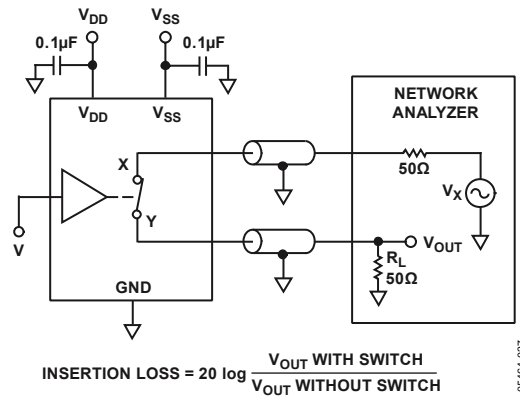 VDD
VSS
0.1µF
0.1µF
VDD
VSS
NETWORK
ANALYZER
X
50Ω
VX
Y
V
VOUT
RL
50Ω
GND
INSERTION LOSS = 20 log VOUT WITH SWITCH
VOUT WITHOUT SWITCH